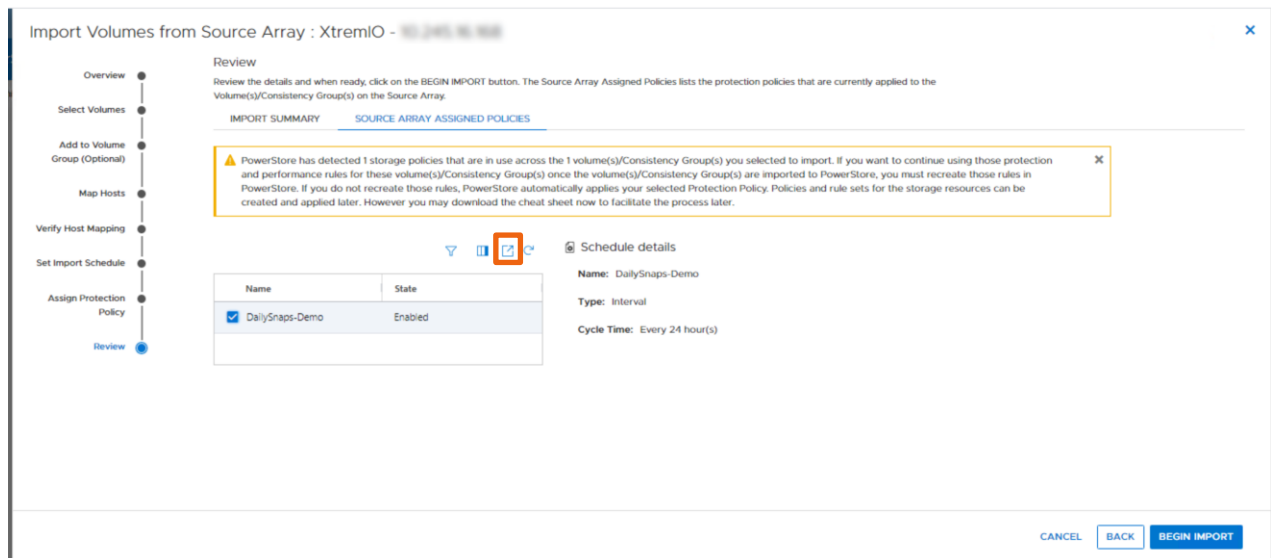 Import Volumes from Source Array : XtremIO -
Overview
Select Volumes
Add to Volume
Group (Optional)
Map Hosts
Verify Host Mapping
Set Import Schedule
Assign Protection
Policy
Review
Review
Review the details and when ready, click on the BEGIN IMPORT button. The Source Array Assigned Policies lists the protection policies that are currently applied to the
Volume(s)/Consistency Group(s) on the Source Array.
IMPORT SUMMARY SOURCE ARRAY ASSIGNED POLICIES
PowerStore has detected 1 storage policies that are in use across the 1 volume(s)/Consistency Group(s) you selected to import. If you want to continue using those protection
and performance rules for these volume(s)/Consistency Group(s) once the volume(s)/Consistency Group(s) are imported to PowerStore, you must recreate those rules in
PowerStore. If you do not recreate those rules, PowerStore automatically applies your selected Protection Policy. Policies and rule sets for the storage resources can be
created and applied later. However you may download the cheat sheet now to facilitate the process later.
Name State
DailySnaps-Demo Enabled
Schedule details
Name: DailySnaps-Demo
Type: Interval
Cycle Time: Every 24 hour(s)
CANCEL BACK BEGIN IMPORT